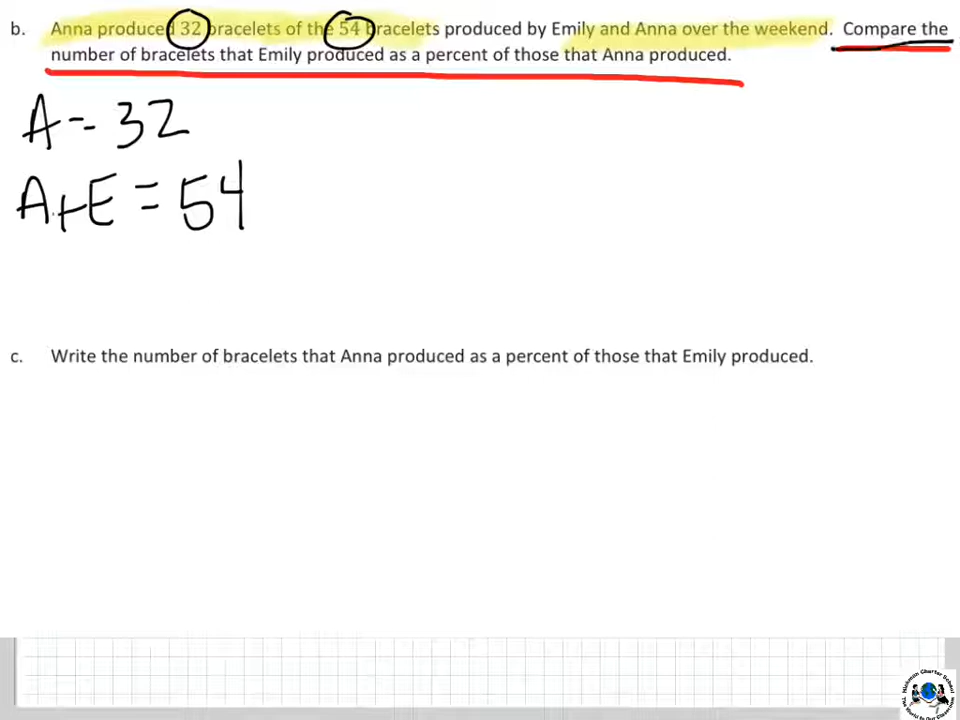 b. Anna produced 32 bracelets of the 54 bracelets produced by Emily and Anna over the weekend. Compare the
number of bracelets that Emily produced as a percent of those that Anna produced.
A = 32
A+E = 54
c. Write the number of bracelets that Anna produced as a percent of those that Emily produced.